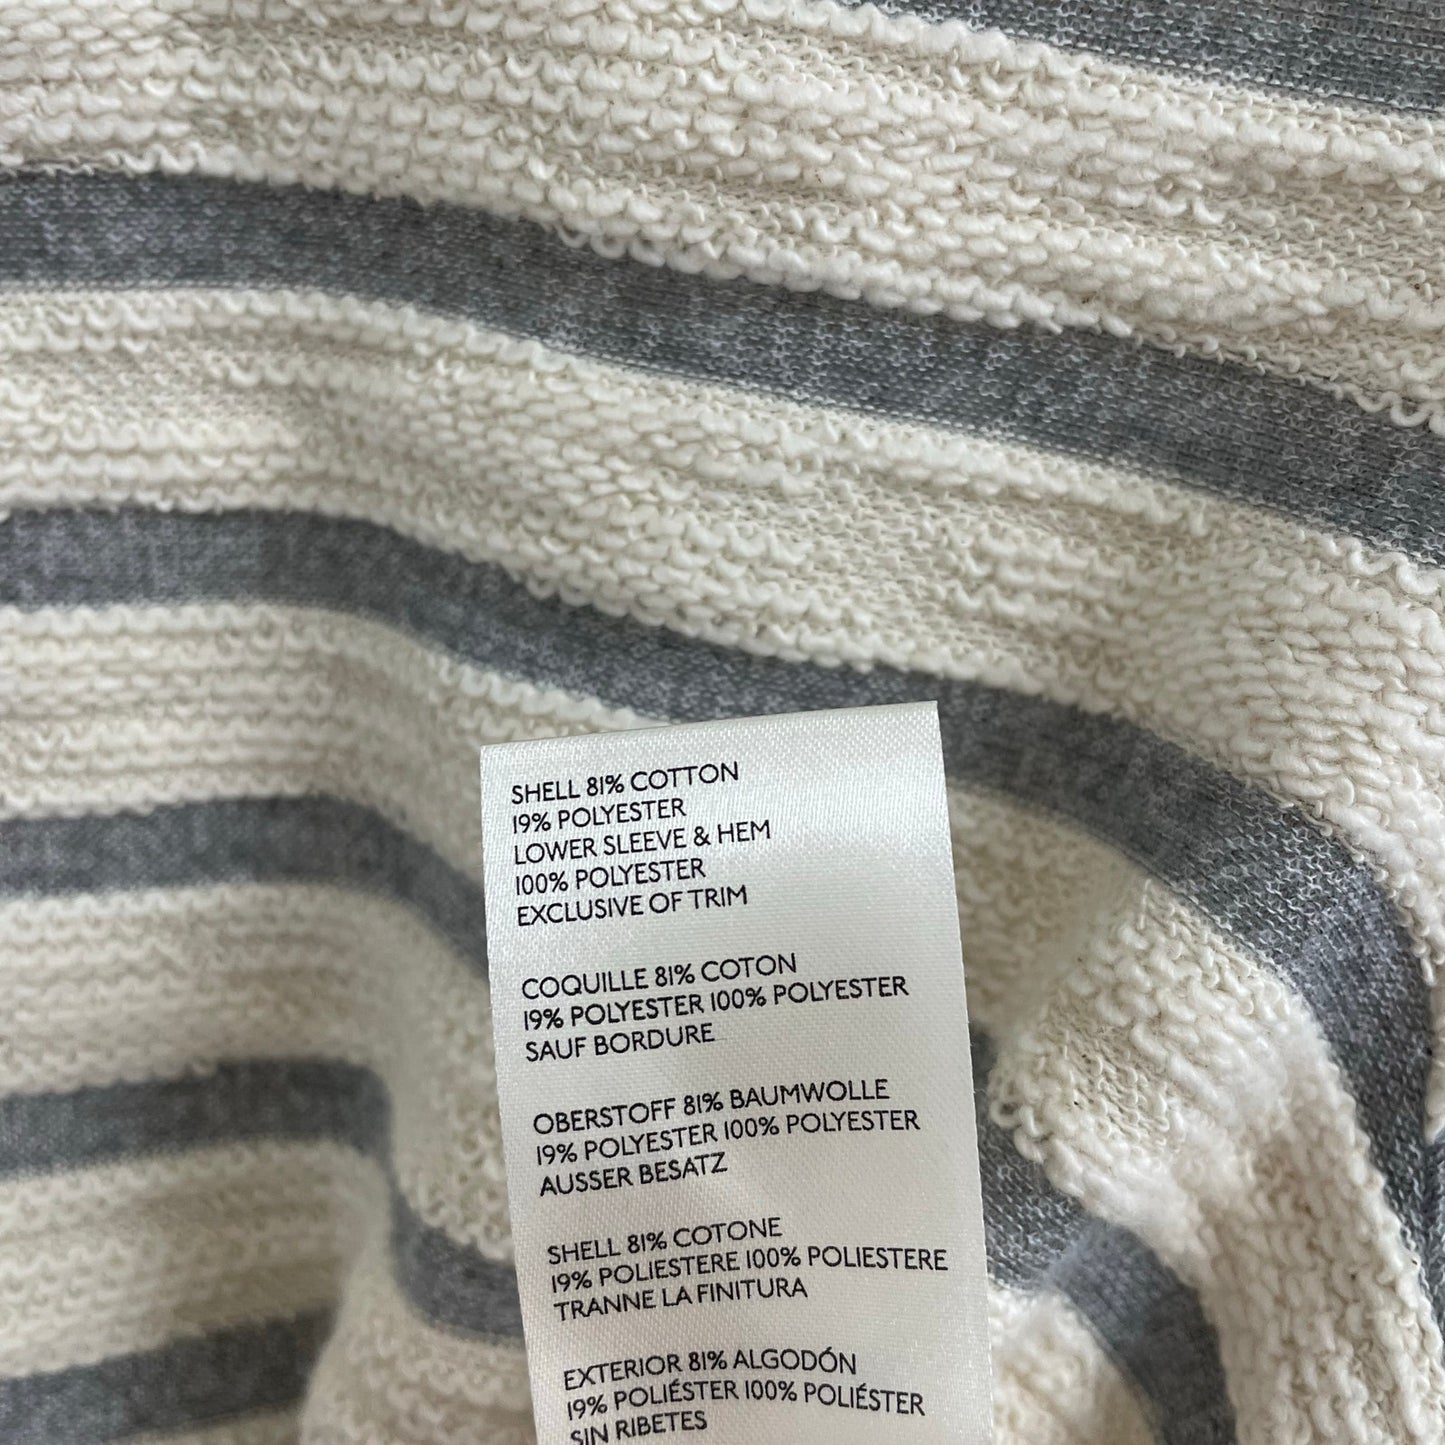 SHELL 81% COTTON
19% POLYESTER
LOWER SLEEVE & HEM
100% POLYESTER
EXCLUSIVE OF TRIM
COQUILLE 81% COTON
19% POLYESTER 100% POLYESTER
SAUF BORDURE
OBERSTOFF 81% BAUMWOLLE
19% POLYESTER 100% POLYESTER
AUSSER BESATZ
SHELL 81% COTONE
19% POLIESTERE 100% POLIESTERE
TRANNE LA FINITURA
EXTERIOR 81% ALGODÓN
19% POLIÉSTER 100% POLIÉSTER
SIN RIBETES